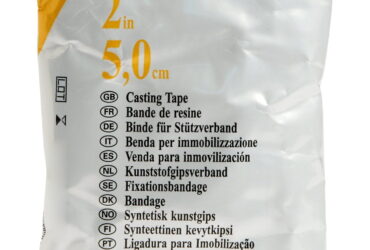 2in
5,0cm
LOT
GB Casting Tape
FR Bande de resine
DE Binde für Stützverband
IT Benda per immobilizzazione
ES Venda para inmovilización
NL Kunststofgipsverband
SE Fixationsbandage
DK Bandage
NO Syntetisk kunstgips
FI Synteettinen kevytkipsi
PT Ligadura para Imobilização